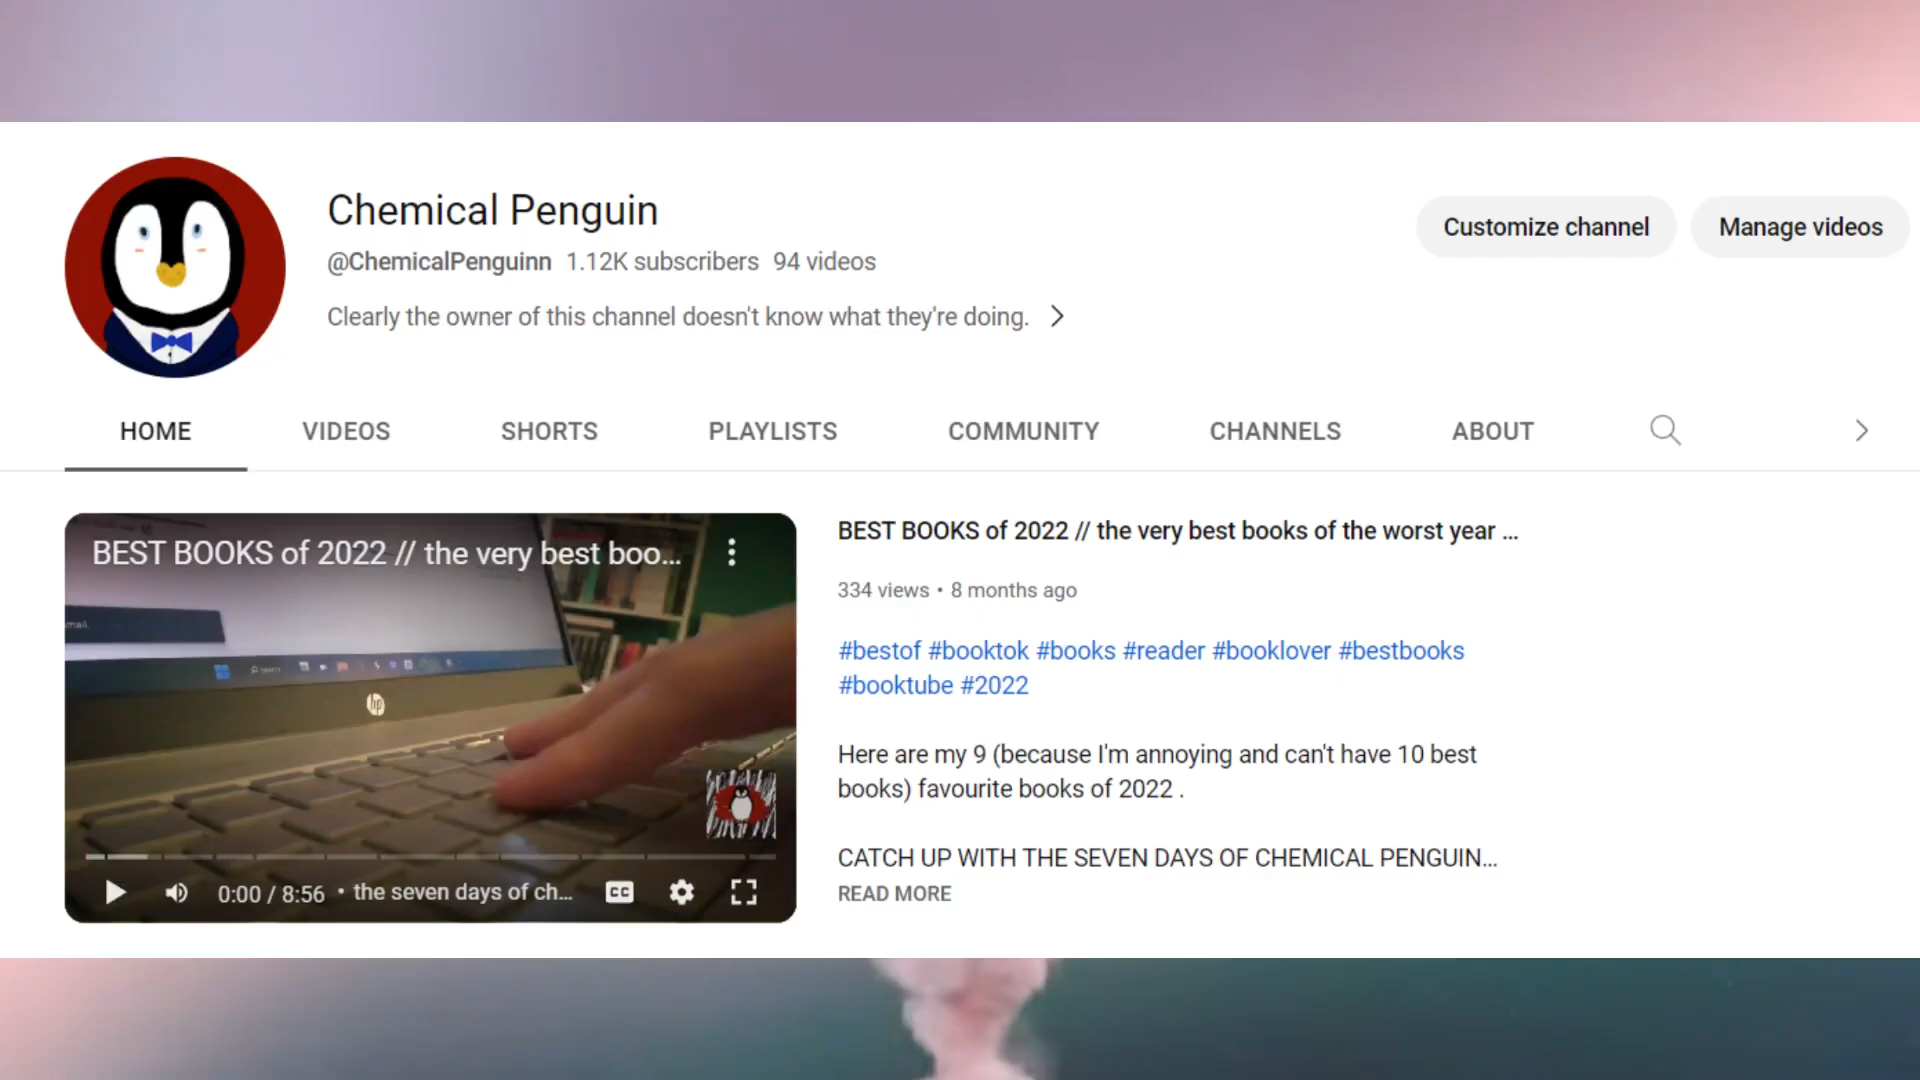 Chemical Penguin
@ChemicalPenguinn 1.12K subscribers 94 videos
Clearly the owner of this channel doesn't know what they're doing.
Customize channel
Manage videos
HOME
VIDEOS
SHORTS
PLAYLISTS
COMMUNITY
CHANNELS
ABOUT
BEST BOOKS of 2022 // the very best boo...
hp
0:00 / 8:56 • the seven days of ch...
CC
BEST BOOKS of 2022 // the very best books of the worst year ...
334 views • 8 months ago
#bestof #booktok #books #reader #booklover #bestbooks
#booktube #2022
Here are my 9 (because I'm annoying and can't have 10 best
books) favourite books of 2022 .
CATCH UP WITH THE SEVEN DAYS OF CHEMICAL PENGUIN...
READ MORE